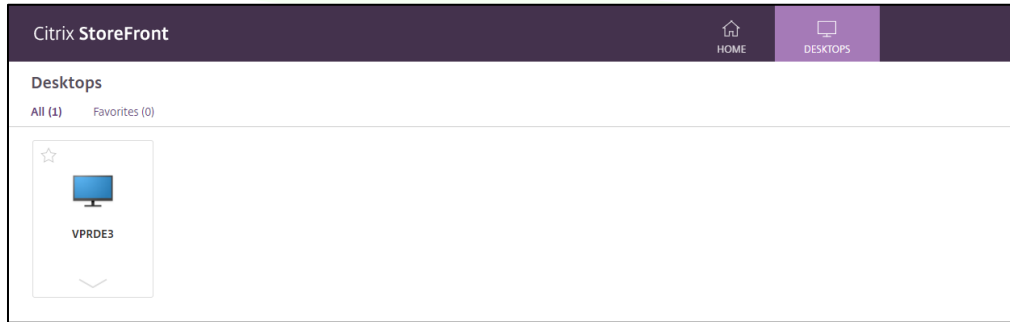 Citrix StoreFront
HOME
DESKTOPS
Desktops
All (1) Favorites (0)
VPRDE3